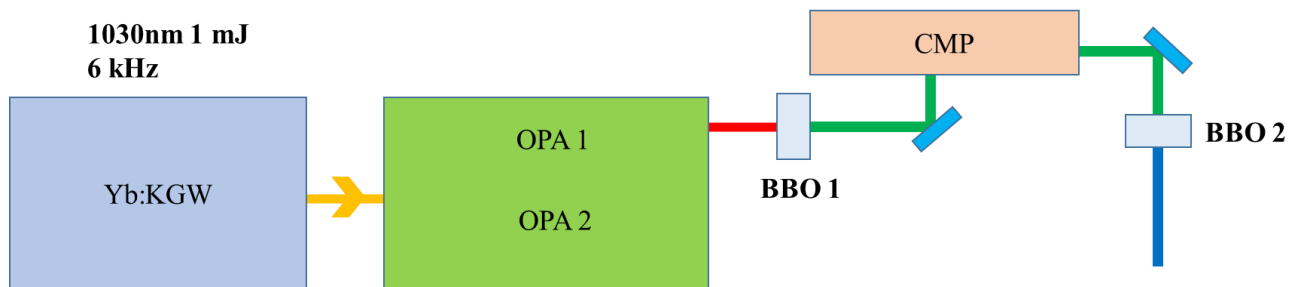 1030nm 1 mJ
6 kHz
Yb:KGW
OPA 1
OPA 2
BBO 1
CMP
BBO 2